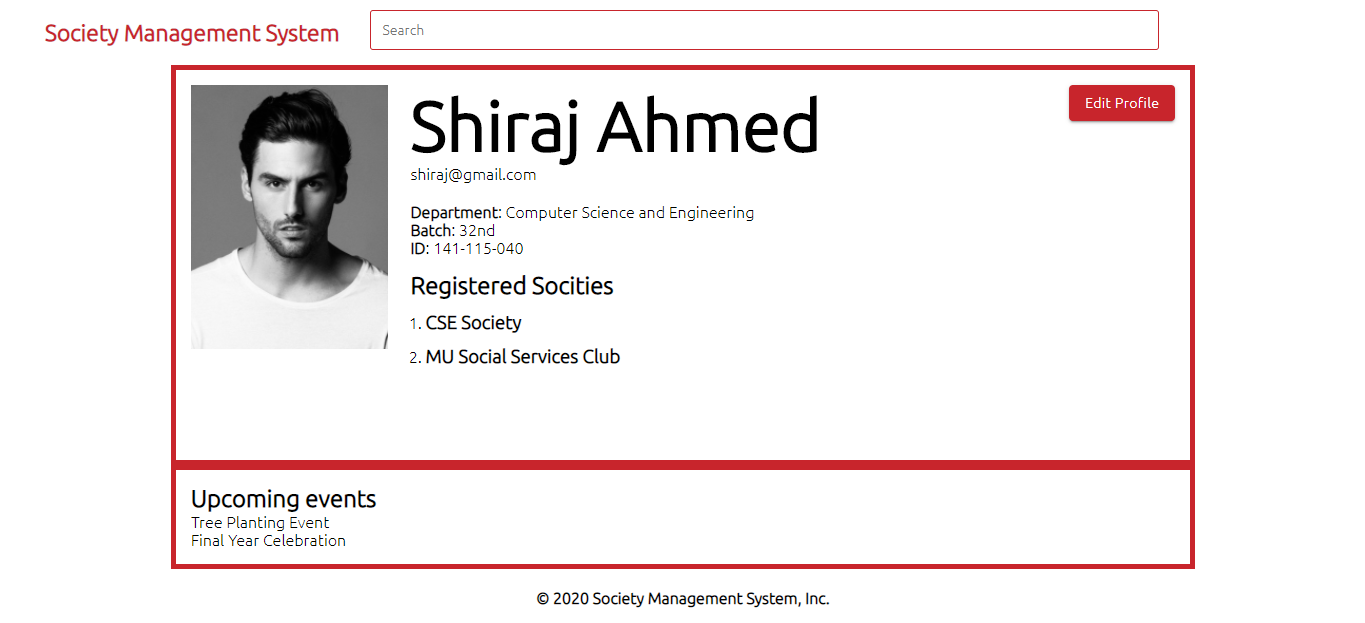 Society Management System
Search
Edit Profile
Shiraj Ahmed
shiraj@gmail.com
Department: Computer Science and Engineering
Batch: 32nd
ID: 141-115-040
Registered Socities
1. CSE Society
2. MU Social Services Club
Upcoming events
Tree Planting Event
Final Year Celebration
© 2020 Society Management System, Inc.